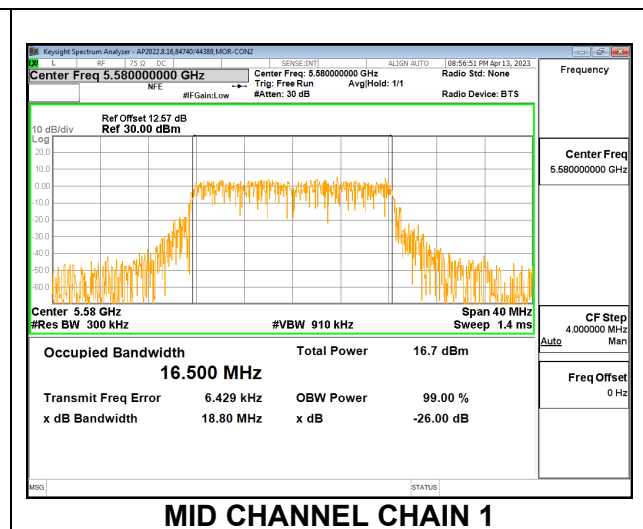 Keysight Spectrum Analyzer - AP2022.8.16,84740/44389,MOR-CON2
L RF 75 Ω DC SENSE:INT ALIGN AUTO 08:56:51 PM Apr 13, 2023
Center Freq 5.580000000 GHz Center Freq: 5.580000000 GHz Radio Std: None Frequency
NFE Trig: Free Run Avg|Hold: 1/1
#IFGain:Low #Atten: 30 dB Radio Device: BTS
Ref Offset 12.57 dB
10 dB/div Ref 30.00 dBm
Log
20.0
10.0
0.00
-10.0
-20.0
-30.0
-40.0
-50.0
-60.0
Center Freq
5.580000000 GHz
Center 5.58 GHz Span 40 MHz
#Res BW 300 kHz #VBW 910 kHz Sweep 1.4 ms
CF Step
4.000000 MHz
Auto Man
Occupied Bandwidth Total Power 16.7 dBm
16.500 MHz
Freq Offset
0 Hz
Transmit Freq Error 6.429 kHz OBW Power 99.00 %
x dB Bandwidth 18.80 MHz x dB -26.00 dB
MSG STATUS
MID CHANNEL CHAIN 1